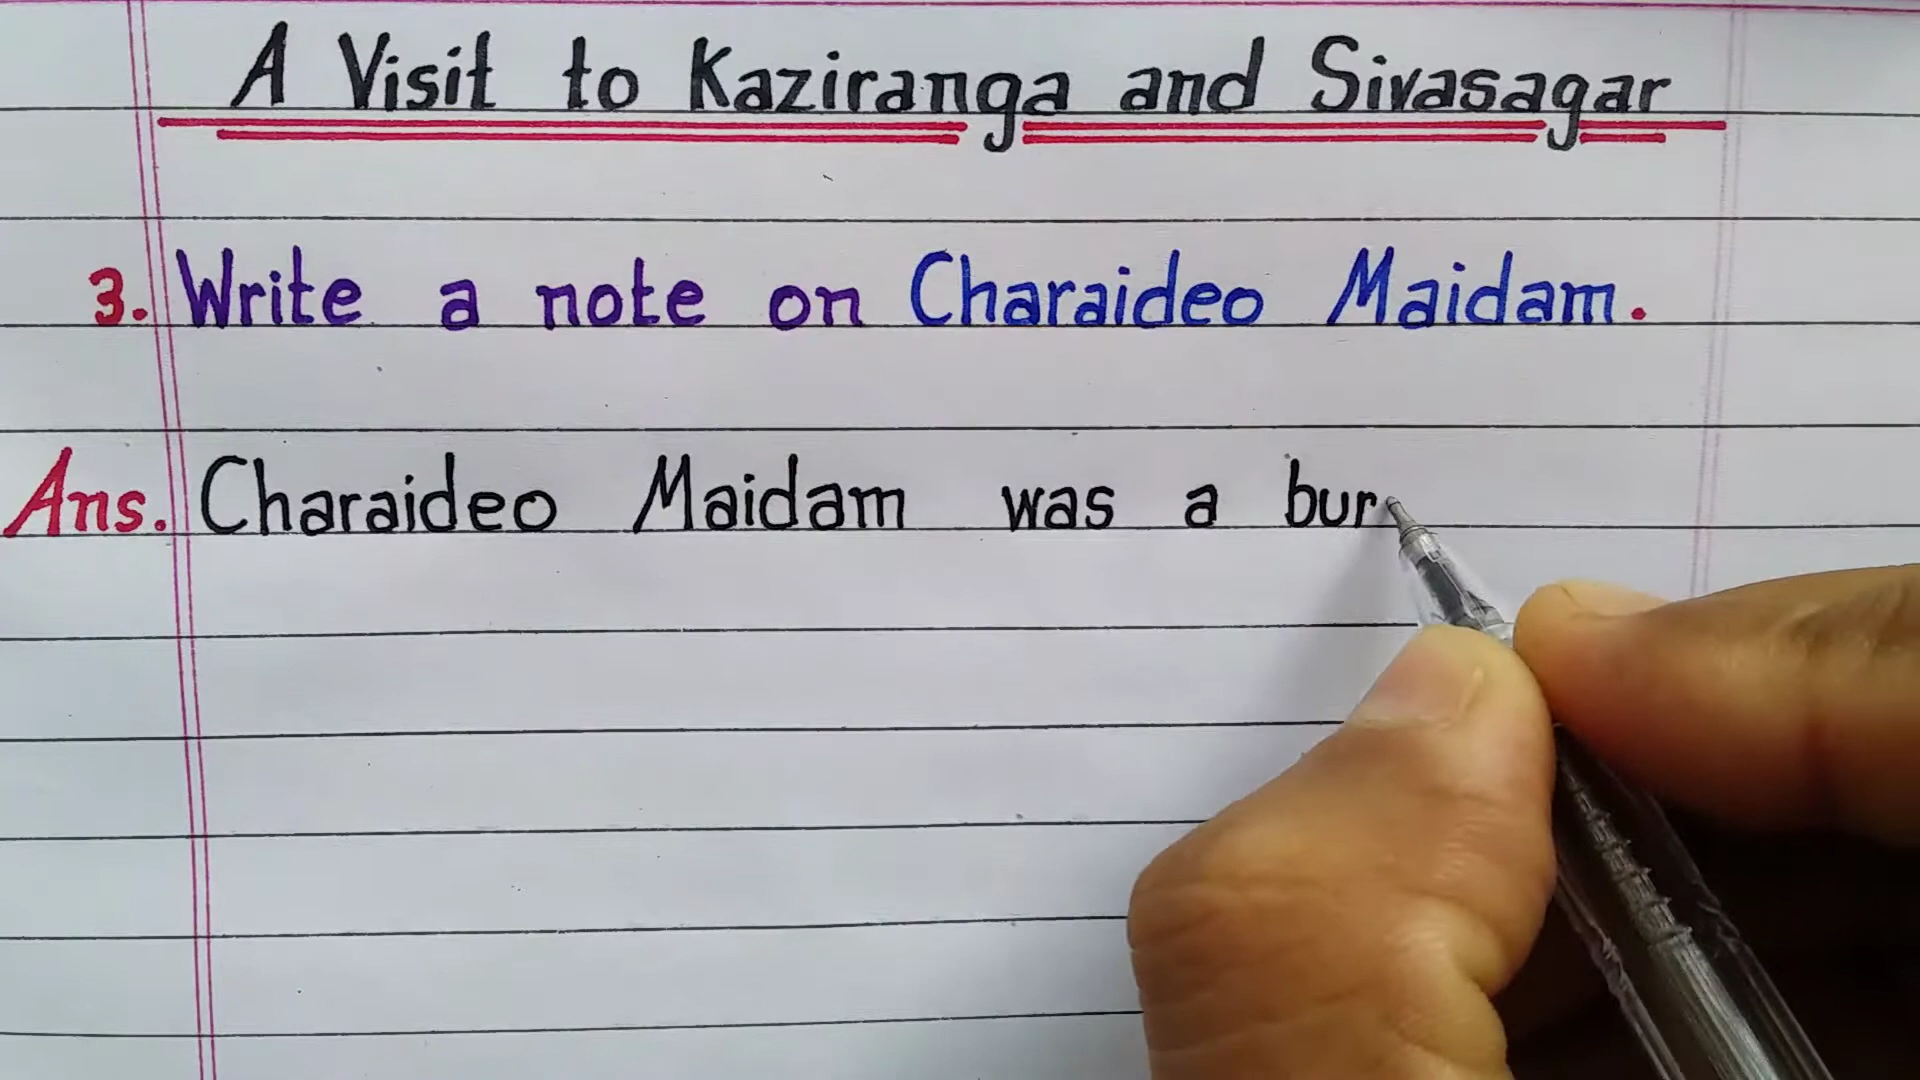 A Visit to Kaziranga and Sivasagar
3. Write a note on Charaideo Maidam.
Ans. Charaideo Maidam was a bur